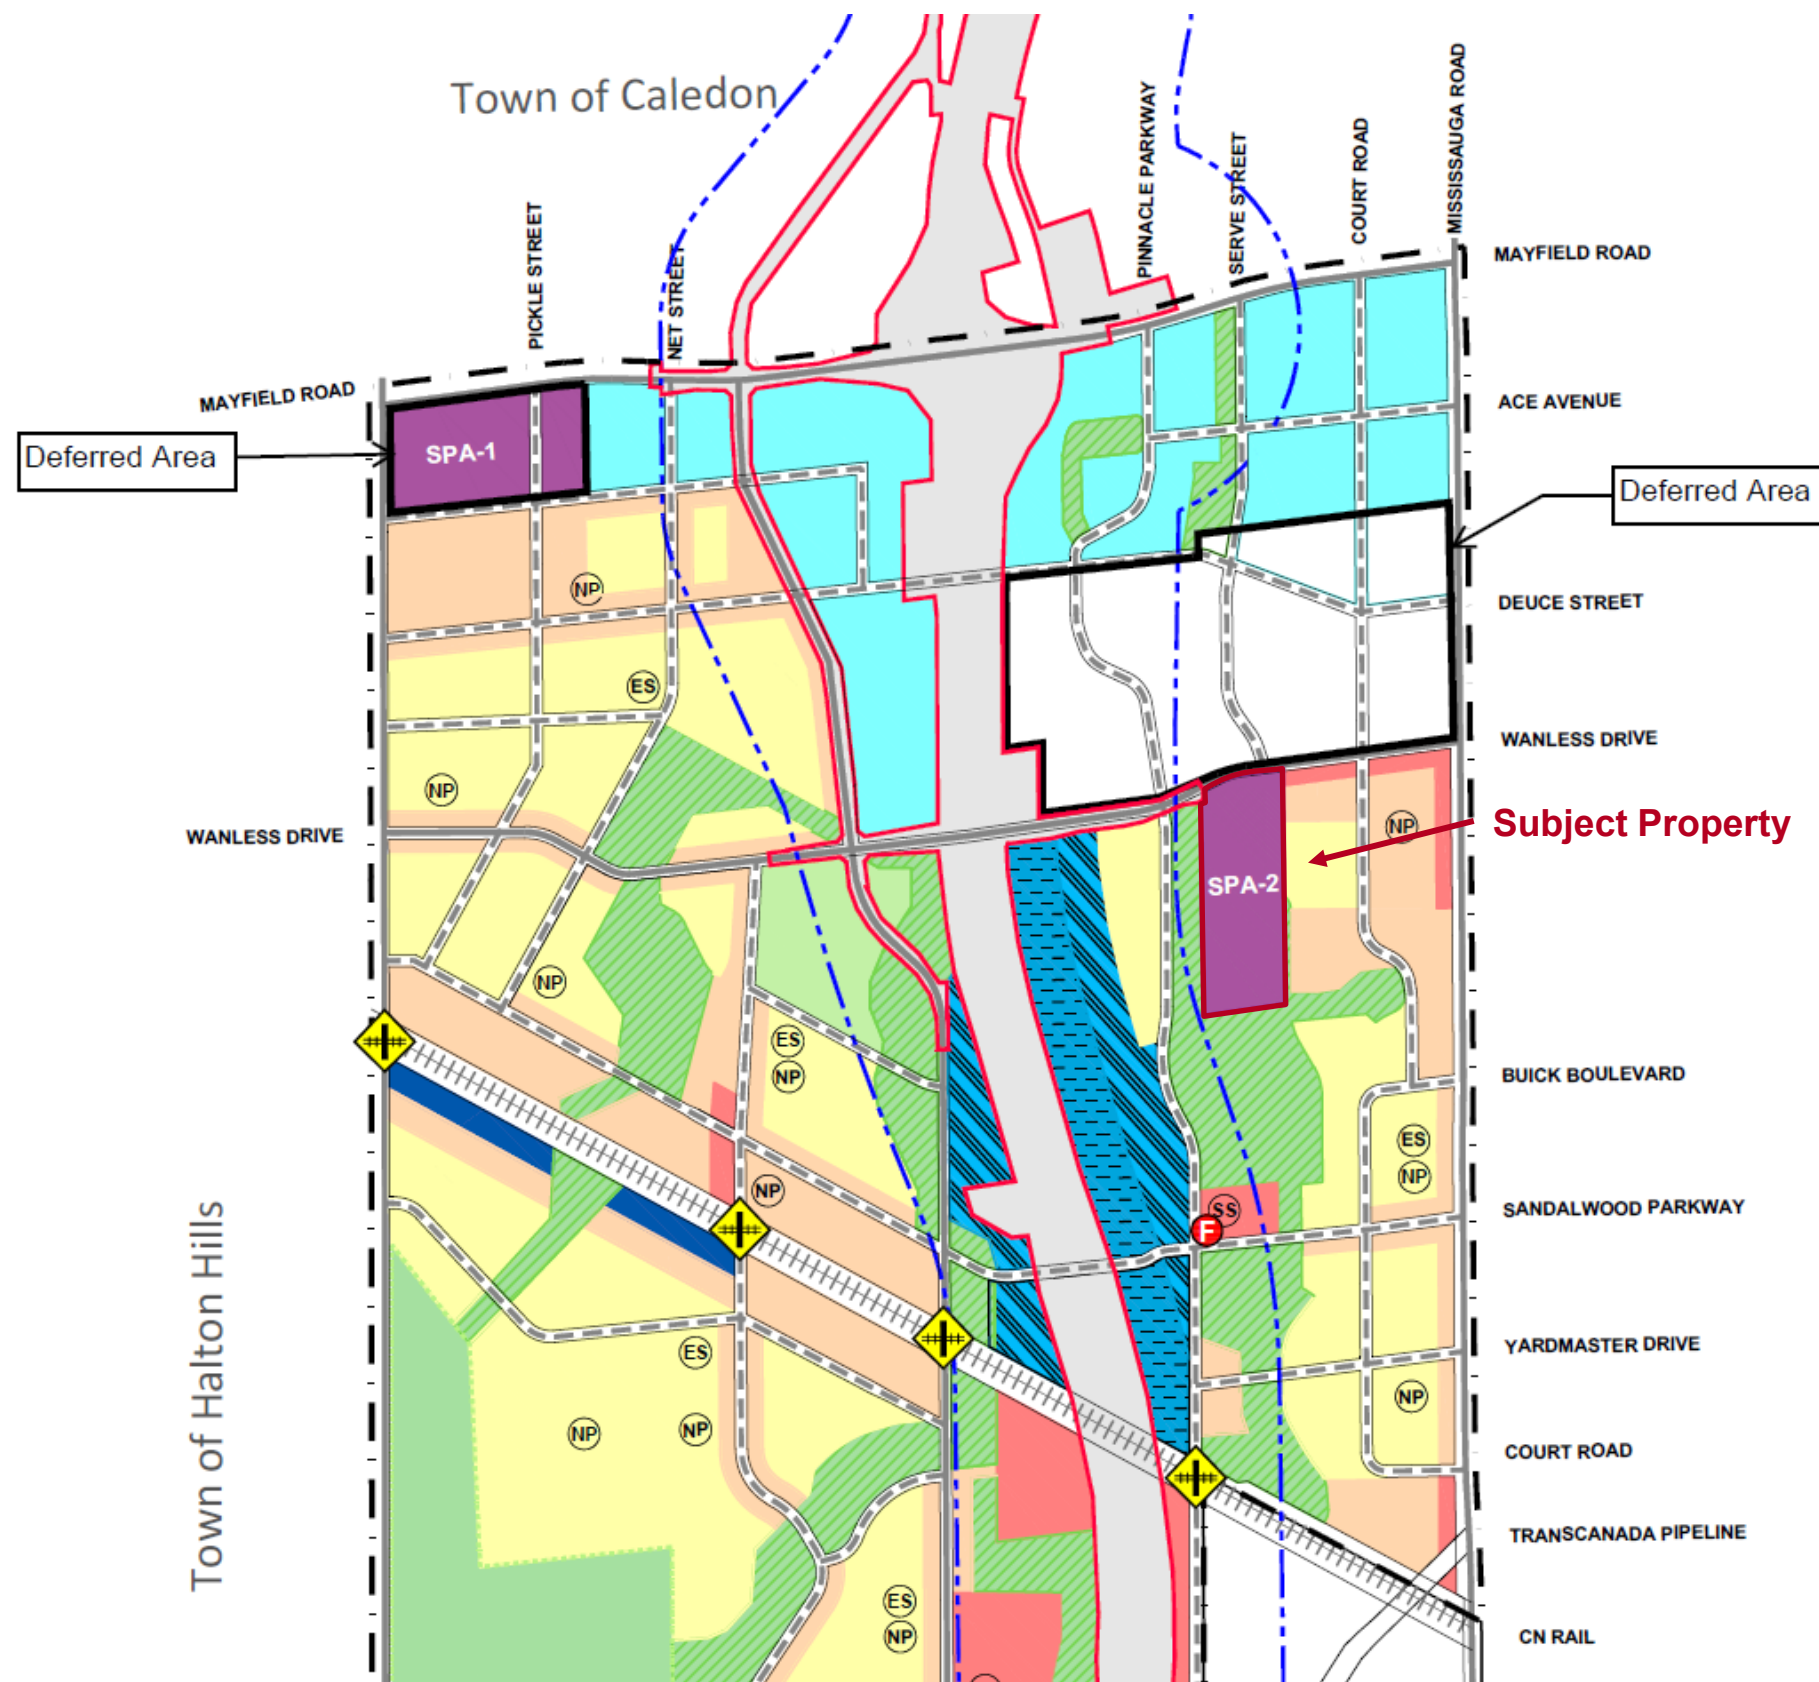 Town of Caledon
PICKLE STREET
NET STREET
PINNACLE PARKWAY
SERVE STREET
COURT ROAD
MISSISSAUGA ROAD
MAYFIELD ROAD
MAYFIELD ROAD
ACE AVENUE
Deferred Area
SPA-1
Deferred Area
NP
DEUCE STREET
ES
WANLESS DRIVE
NP
WANLESS DRIVE
NP
Subject Property
SPA-2
NP
ES
NP
BUICK BOULEVARD
ES
NP
NP
SS
F
SANDALWOOD PARKWAY
Town of Halton Hills
ES
YARDMASTER DRIVE
NP
NP
NP
COURT ROAD
TRANSCANADA PIPELINE
ES
NP
CN RAIL